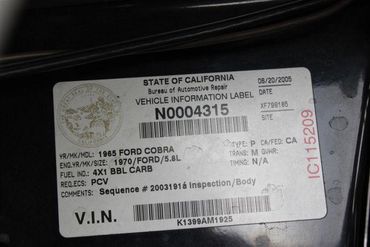 STATE OF CALIFORNIA
Bureau of Automotive Repair
VEHICLE INFORMATION LABEL
N0004315
08/20/2005
DATE
XF799185
SITE
YR/MK/MDL: 1965 FORD COBRA TYPE: P CA/FED: CA
YR/ENG/SIZE: 1970/FORD/5.8L TRANS: M GVWR:
FUEL IND.: 4X1 BBL CARB TIMING: N/A
REQ.ECS: PCV
COMMENTS: Sequence # 2003191á Inspection/Body
IC115209
V.I.N. K1399AM1925